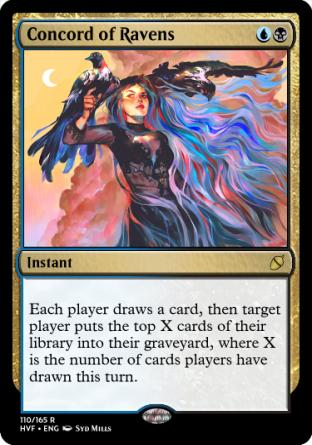 Concord of Ravens
Instant
Each player draws a card, then target
player puts the top X cards of their
library into their graveyard, where X
is the number cards players have
drawn this turn.
110/165 R
HVF • ENG Syd Mills